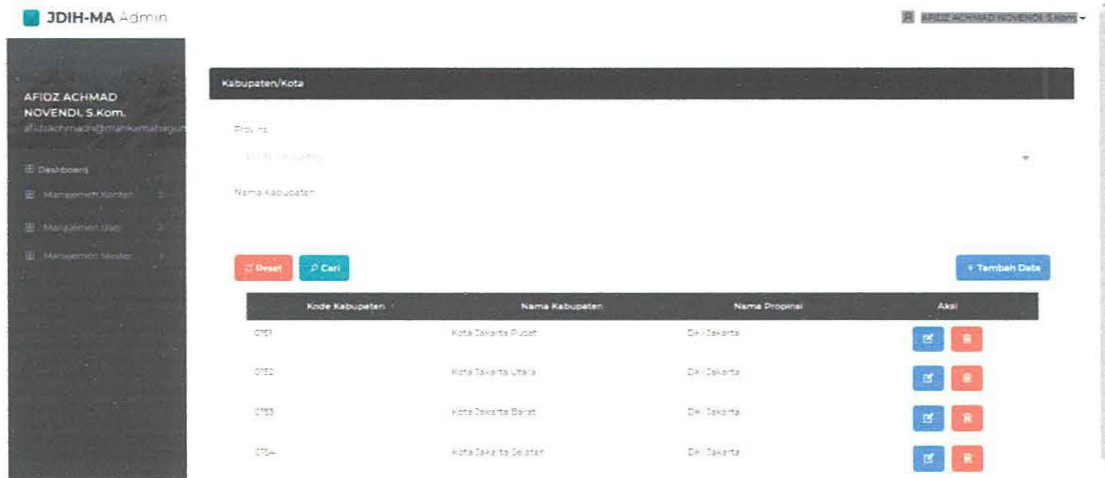 JDIH-MA Admin
AFIDZ ACHMAD NOVENDI, S.Kom.
AFIDZ ACHMAD
NOVENDI, S.Kom.
Dashboard
Manajemen Konten
Manajemen User
Manajemen Master
Kabupaten/Kota
Provinsi
Nama Kabupaten
Reset Cari
+ Tambah Data
Kode Kabupaten Nama Kabupaten Nama Propinsi Aksi
0151 Kota Jakarta Pusat DKI Jakarta
0152 Kota Jakarta Utara DKI Jakarta
0153 Kota Jakarta Barat DKI Jakarta
0154 Kota Jakarta Selatan DKI Jakarta